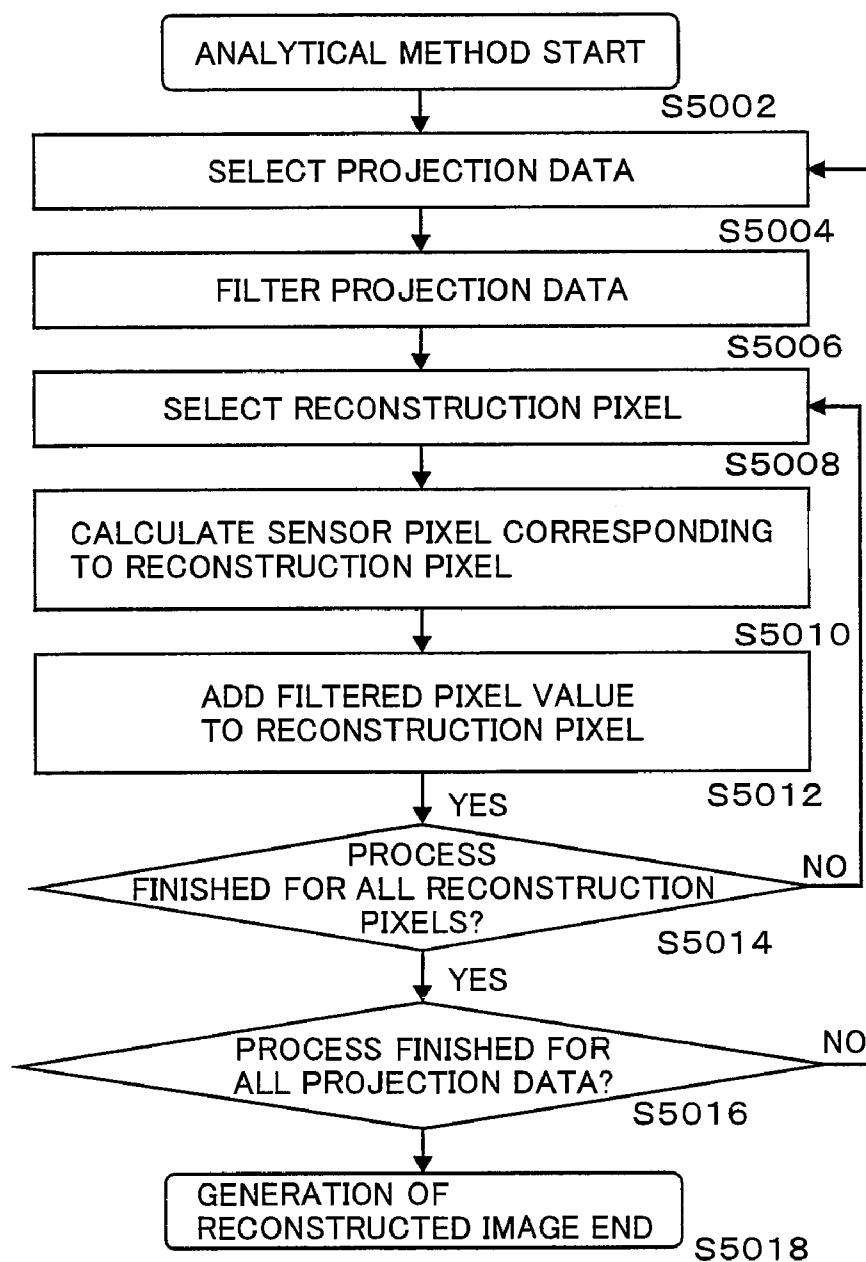 ANALYTICAL METHOD START
S5002
SELECT PROJECTION DATA
S5004
FILTER PROJECTION DATA
S5006
SELECT RECONSTRUCTION PIXEL
S5008
CALCULATE SENSOR PIXEL CORRESPONDING
TO RECONSTRUCTION PIXEL
S5010
ADD FILTERED PIXEL VALUE
TO RECONSTRUCTION PIXEL
S5012
YES
PROCESS
FINISHED FOR ALL RECONSTRUCTION
PIXELS?
NO
S5014
YES
PROCESS FINISHED FOR
ALL PROJECTION DATA?
NO
S5016
GENERATION OF
RECONSTRUCTED IMAGE END
S5018